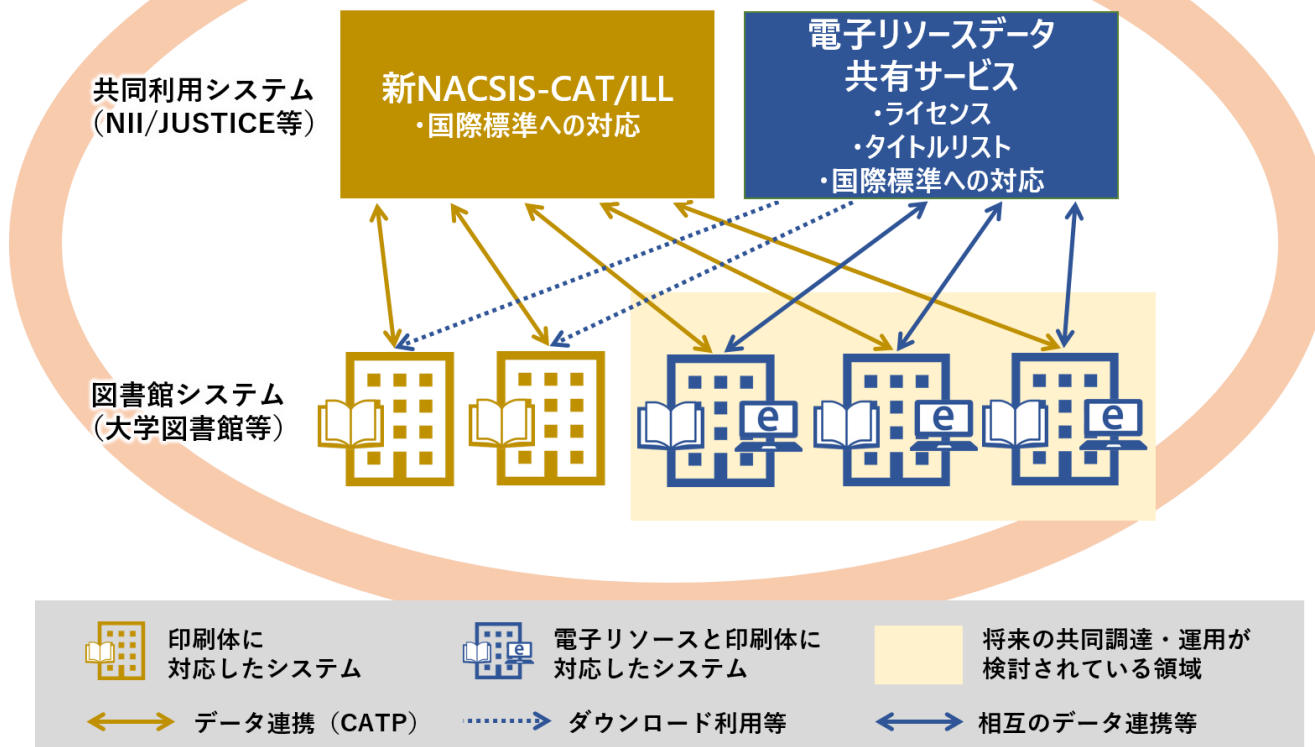 共同利用システム
（NII/JUSTICE等）
新NACSIS-CAT/ILL
・国際標準への対応
電子リソースデータ
共有サービス
・ライセンス
・タイトルリスト
・国際標準への対応
図書館システム
（大学図書館等）
e
e
e
印刷体に
対応したシステム
e
電子リソースと印刷体に
対応したシステム
将来の共同調達・運用が
検討されている領域
データ連携（CATP）
ダウンロード利用等
相互のデータ連携等